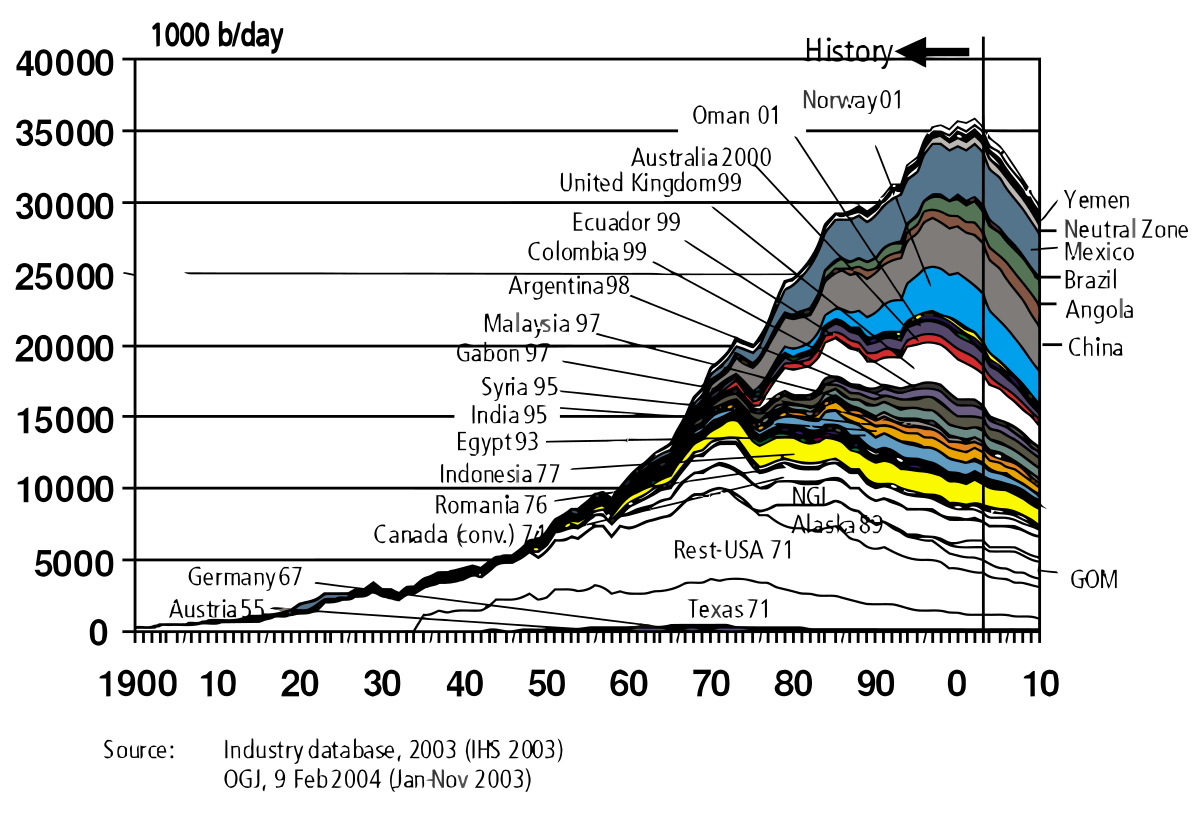 1000 b/day
History
40000
35000
30000
25000
20000
15000
10000
5000
0
Norway 01
Oman 01
Australia 2000
United Kingdom 99
Ecuador 99
Colombia 99
Argentina 98
Malaysia 97
Gabon 97
Syria 95
India 95
Egypt 93
Indonesia 77
Romania 76
Canada (conv.) 74
Germany 67
Austria 55
NGL
Alaska 89
Rest-USA 71
Texas 71
Yemen
Neutral Zone
Mexico
Brazil
Angola
China
GOM
1900 10 20 30 40 50 60 70 80 90 0 10
Source: Industry database, 2003 (IHS 2003)
OGJ, 9 Feb 2004 (Jan-Nov 2003)